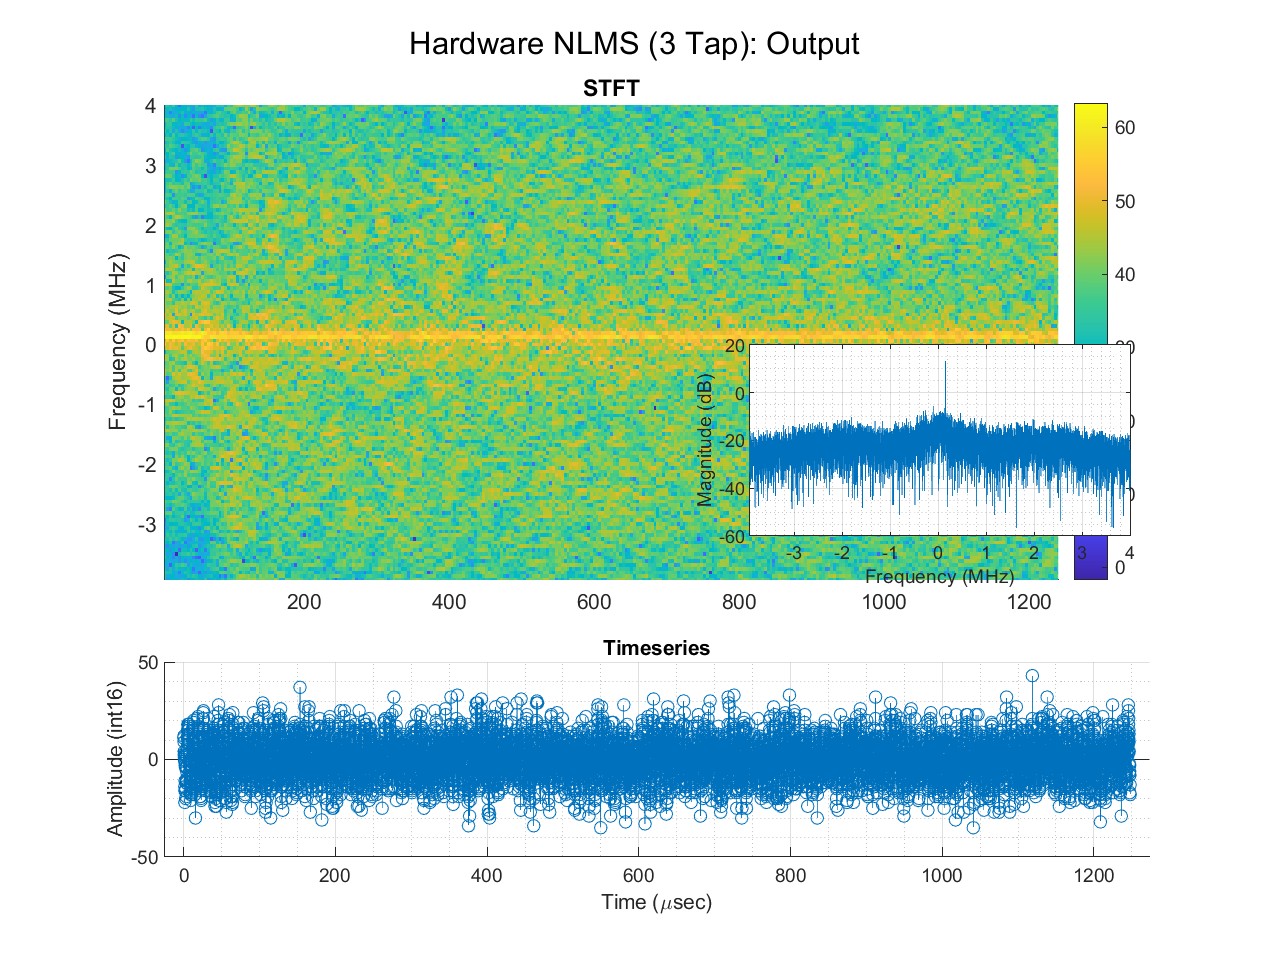 Hardware NLMS (3 Tap): Output
STFT
4
3
2
1
0
-1
-2
-3
Frequency (MHz)
200 400 600 800 1000 1200
60
50
40
0
20
0
-20
-40
-60
Magnitude (dB)
-3 -2 -1 0 1 2 3 4
Frequency (MHz)
Timeseries
50
0
-50
Amplitude (int16)
0 200 400 600 800 1000 1200
Time (μsec)